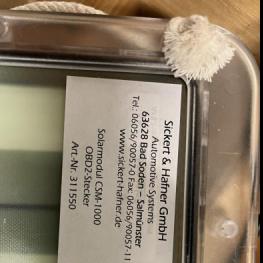 Sickert & Hafner GmbH
Automotive Systems
63628 Bad Soden - Salmünster
Tel.: 06056/90057-0 Fax: 06056/90057-11
www.sickert-hafner.de
Solarmodul CSM-1000
OBD2-Stecker
Art.-Nr. 311550